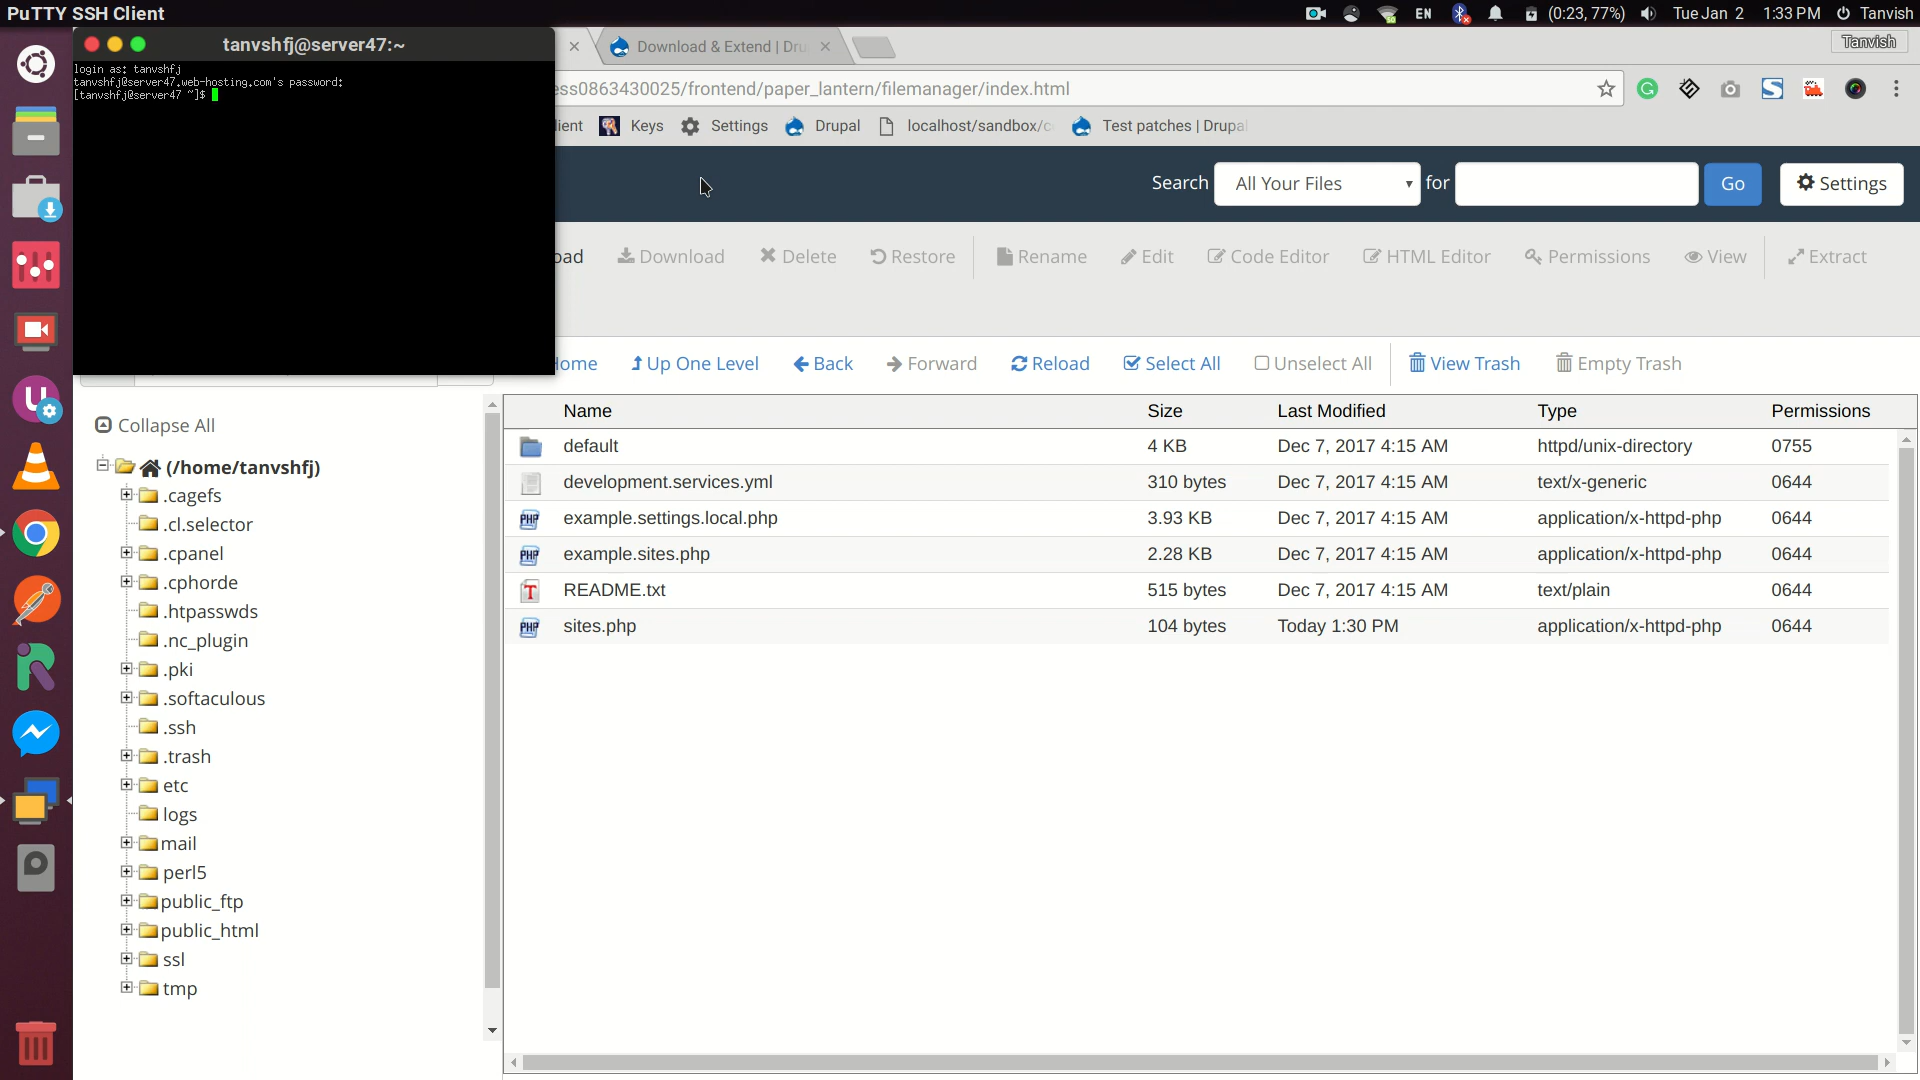 PuTTY SSH Client
EN (0:23, 77%) Tue Jan 2 1:33 PM Tanvish
tanvshfj@server47:~
Download & Extend | Dru
Tanvish
login as: tanvshfj
tanvshfj@server47.web-hosting.com's password:
[tanvshfj@server47 ~]$
ss0863430025/frontend/paper_lantern/filemanager/index.html
lient Keys Settings Drupal localhost/sandbox/c Test patches | Drupal
Search All Your Files for Go Settings
oad Download Delete Restore Rename Edit Code Editor HTML Editor Permissions View Extract
Home Up One Level Back Forward Reload Select All Unselect All View Trash Empty Trash
Collapse All
(/home/tanvshfj)
.cagefs
.cl.selector
.cpanel
.cphorde
.htpasswds
.nc_plugin
.pki
.softaculous
.ssh
.trash
etc
logs
mail
perl5
public_ftp
public_html
ssl
tmp
Name Size Last Modified Type Permissions
default 4 KB Dec 7, 2017 4:15 AM httpd/unix-directory 0755
development.services.yml 310 bytes Dec 7, 2017 4:15 AM text/x-generic 0644
PHP example.settings.local.php 3.93 KB Dec 7, 2017 4:15 AM application/x-httpd-php 0644
PHP example.sites.php 2.28 KB Dec 7, 2017 4:15 AM application/x-httpd-php 0644
T README.txt 515 bytes Dec 7, 2017 4:15 AM text/plain 0644
PHP sites.php 104 bytes Today 1:30 PM application/x-httpd-php 0644